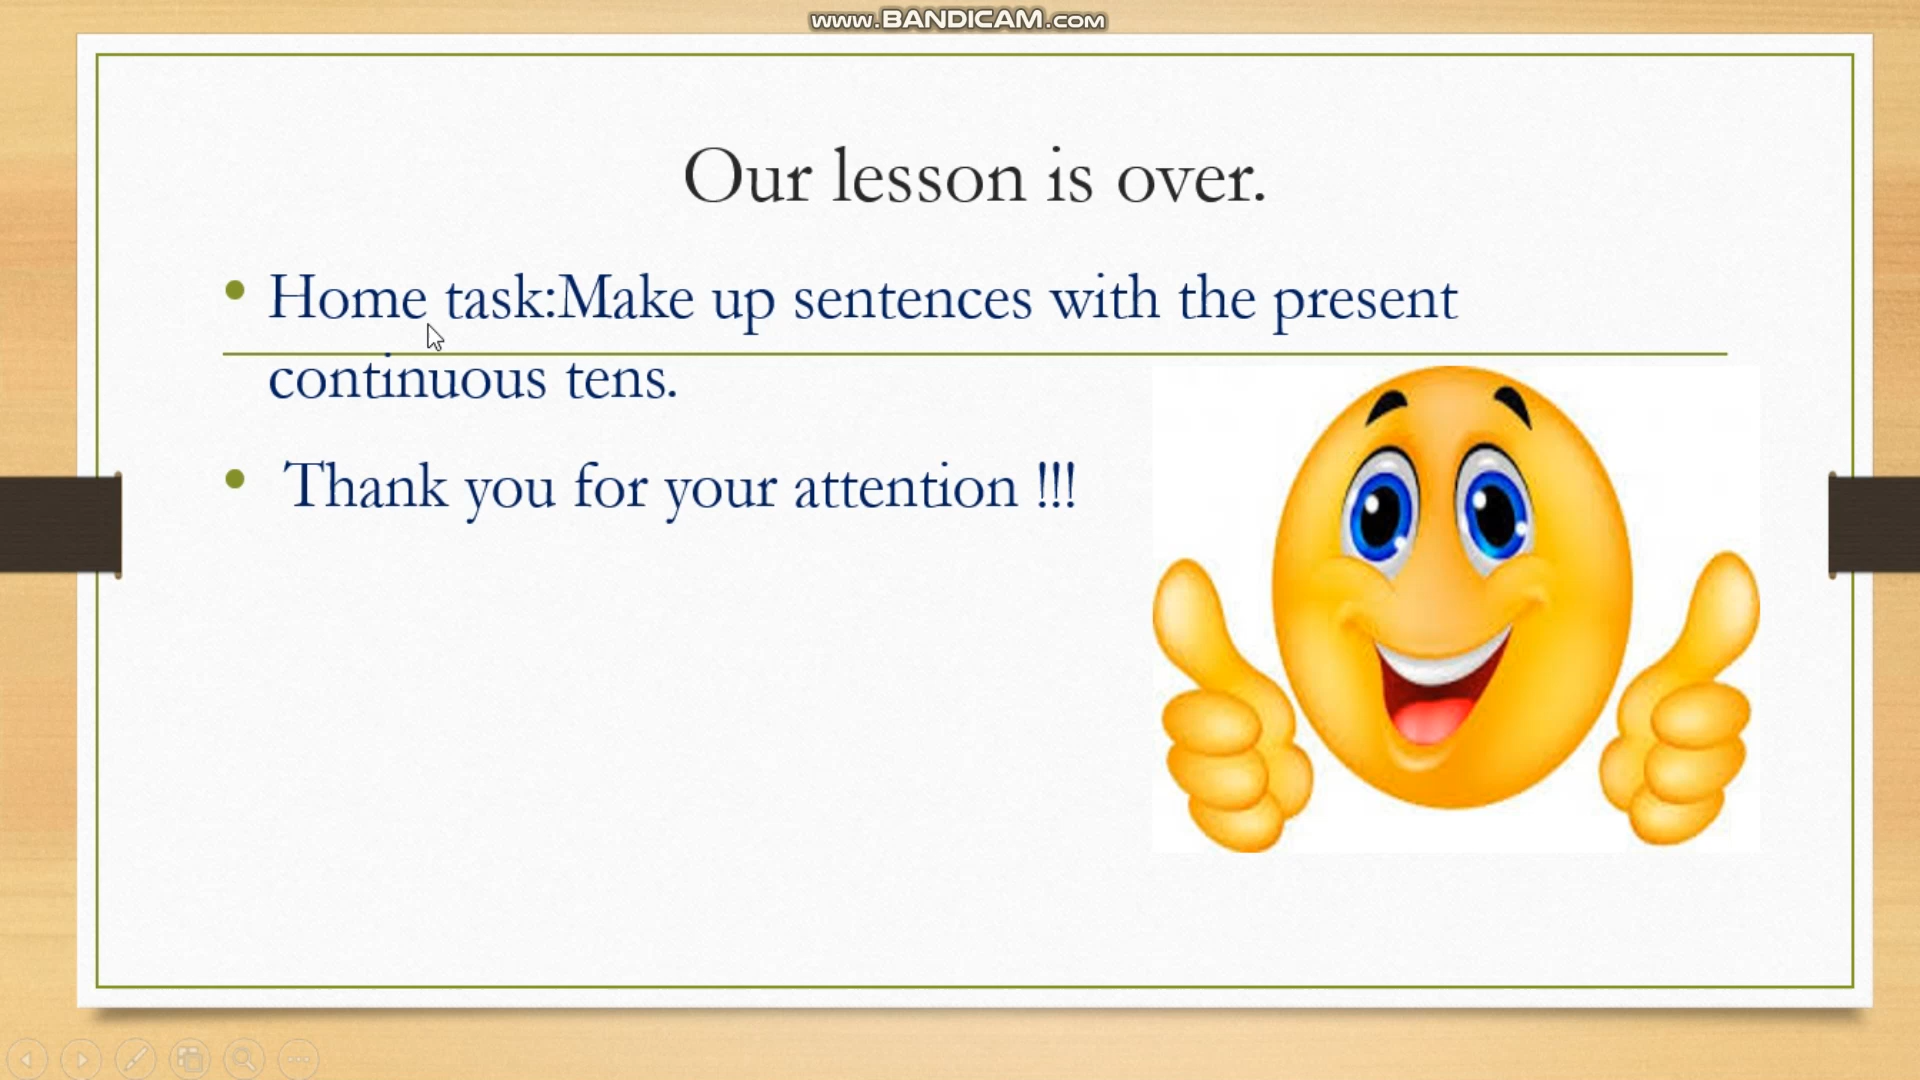 www.BANDICAM.com
Our lesson is over.
Home task:Make up sentences with the present
continuous tens.
Thank you for your attention !!!